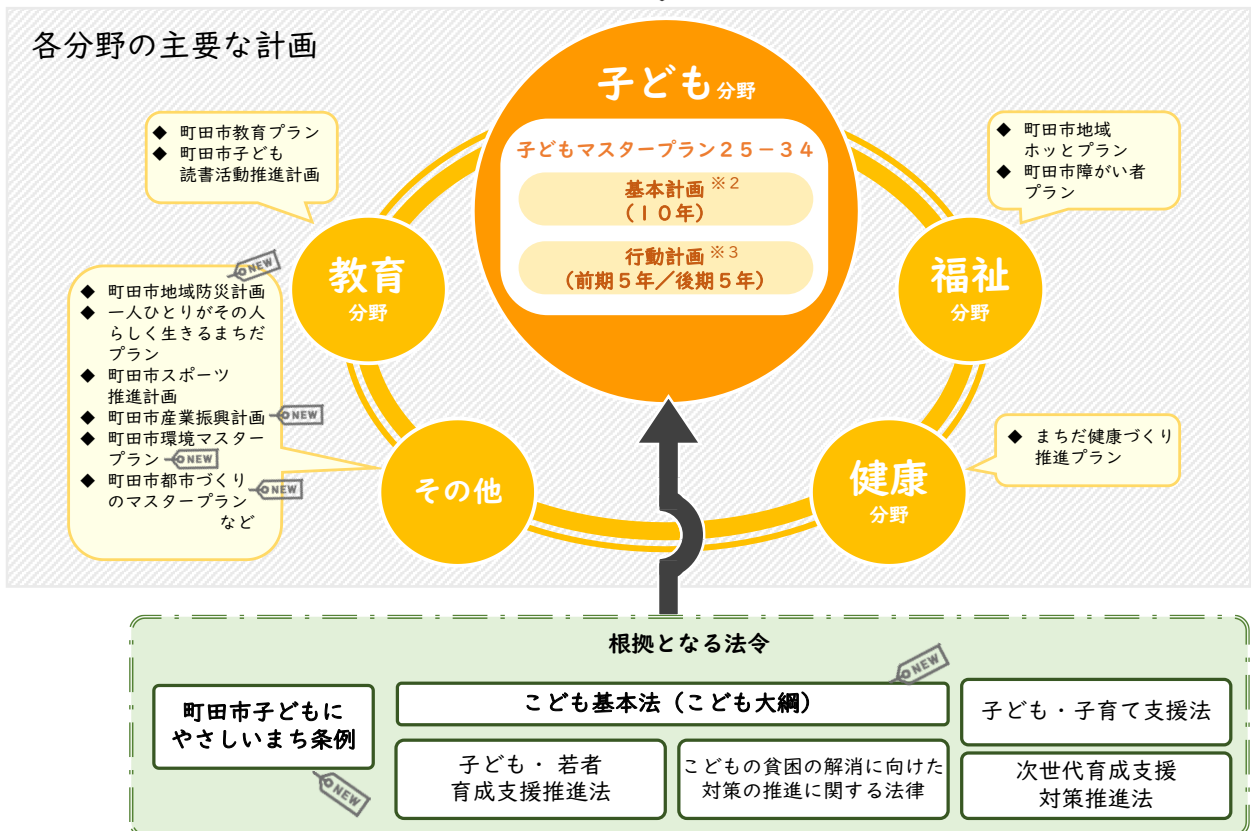 各分野の主要な計画
子ども分野
子どもマスタープラン25-34
基本計画※2
(10年)
行動計画※3
(前期5年/後期5年)
◆ 町田市教育プラン
◆ 町田市子ども
読書活動推進計画
教育
分野
◆ 町田市地域
ホッとプラン
◆ 町田市障がい者
プラン
福祉
分野
NEW
◆ 町田市地域防災計画
◆ 一人ひとりがその人
らしく生きるまちだ
プラン
◆ 町田市スポーツ
推進計画
◆ 町田市産業振興計画 NEW
◆ 町田市環境マスター
プラン NEW
◆ 町田市都市づくり
のマスタープラン NEW
など
その他
◆ まちだ健康づくり
推進プラン
健康
分野
根拠となる法令
町田市子どもに
やさしいまち条例
NEW
こども基本法(こども大綱)
NEW
子ども・ 若者
育成支援推進法
こどもの貧困の解消に向けた
対策の推進に関する法律
子ども・子育て支援法
次世代育成支援
対策推進法